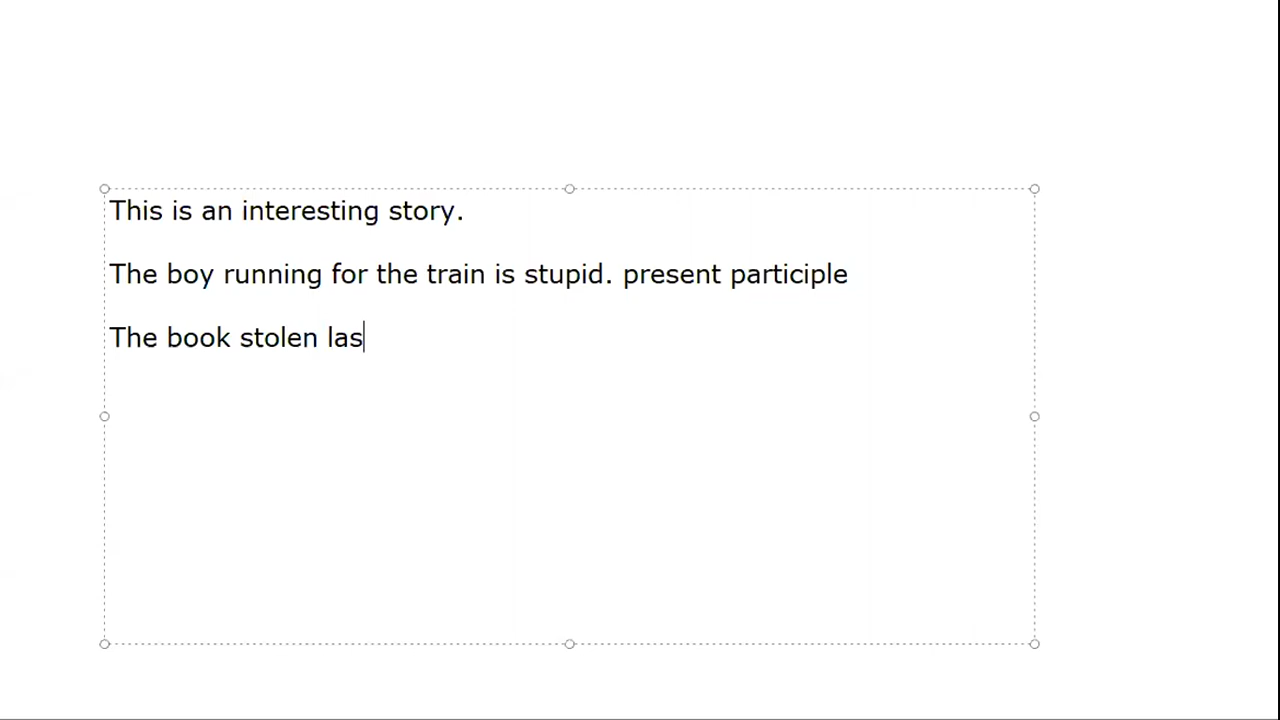 This is an interesting story.
The boy running for the train is stupid. present participle
The book stolen las